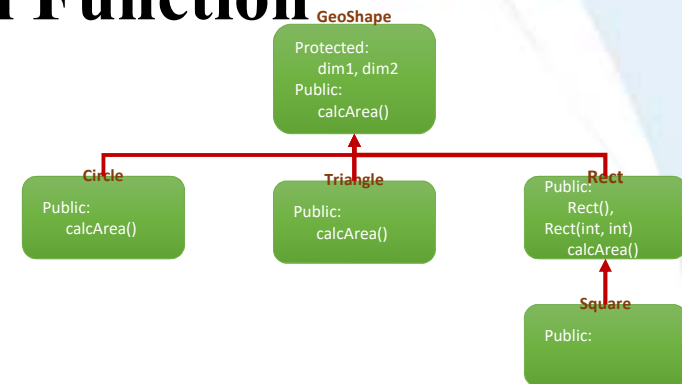 Function
GeoShape
Protected:
dim1, dim2
Public:
calcArea()
Circle
Public:
calcArea()
Triangle
Public:
calcArea()
Rect
Public:
Rect(),
Rect(int, int)
calcArea()
Square
Public: